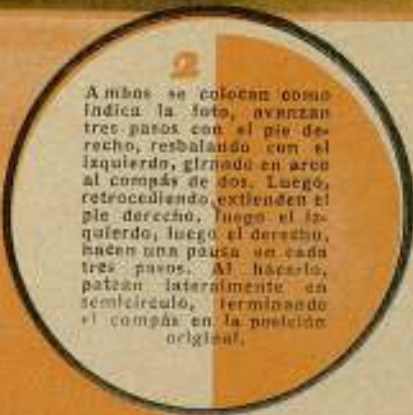 2
Ambos se colocan como
indica la foto, avanzan
tres pasos con el pie de-
recho, resbalando con el
izquierdo, girando en arco
al compás de dos. Luego,
retrocediendo, extienden el
pie derecho, luego el iz-
quierdo, luego el derecho,
hacen una pausa en cada
tres pasos. Al hacerlo,
patean lateralmente en
semicírculo, terminando
el compás en la posición
original.